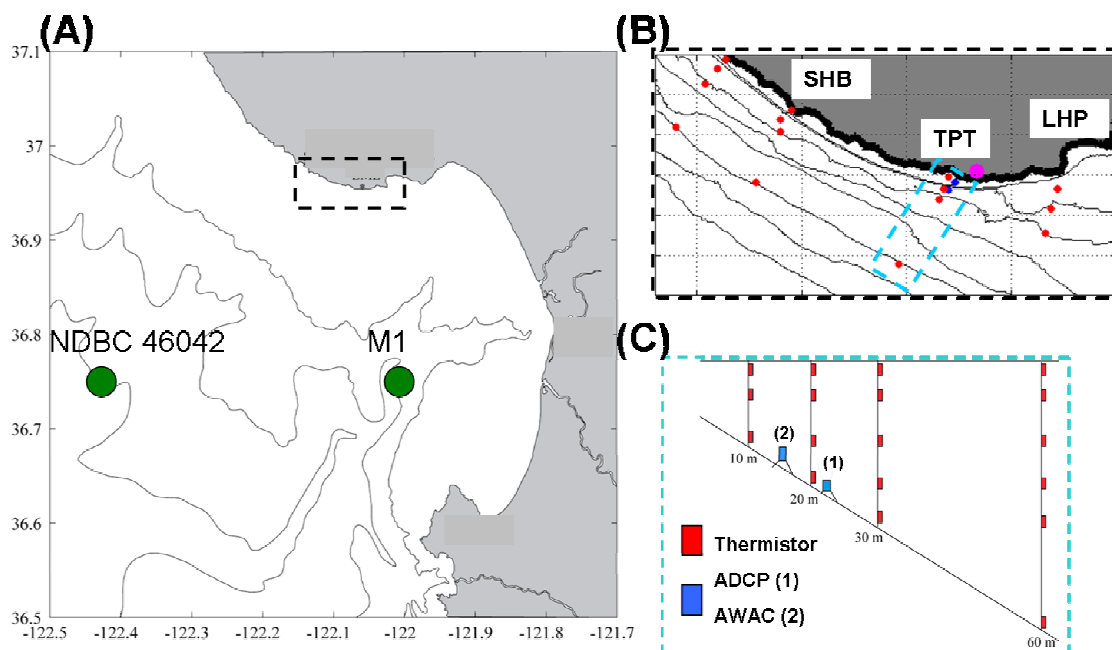 (A)
37.1
37
36.9
36.8
36.7
36.6
36.5
-122.5
-122.4
-122.3
-122.2
-122.1
-122
-121.9
-121.8
-121.7
NDBC 46042
M1
(B)
SHB
TPT
LHP
(C)
(2)
(1)
10 m
20 m
30 m
60 m
Thermistor
ADCP (1)
AWAC (2)